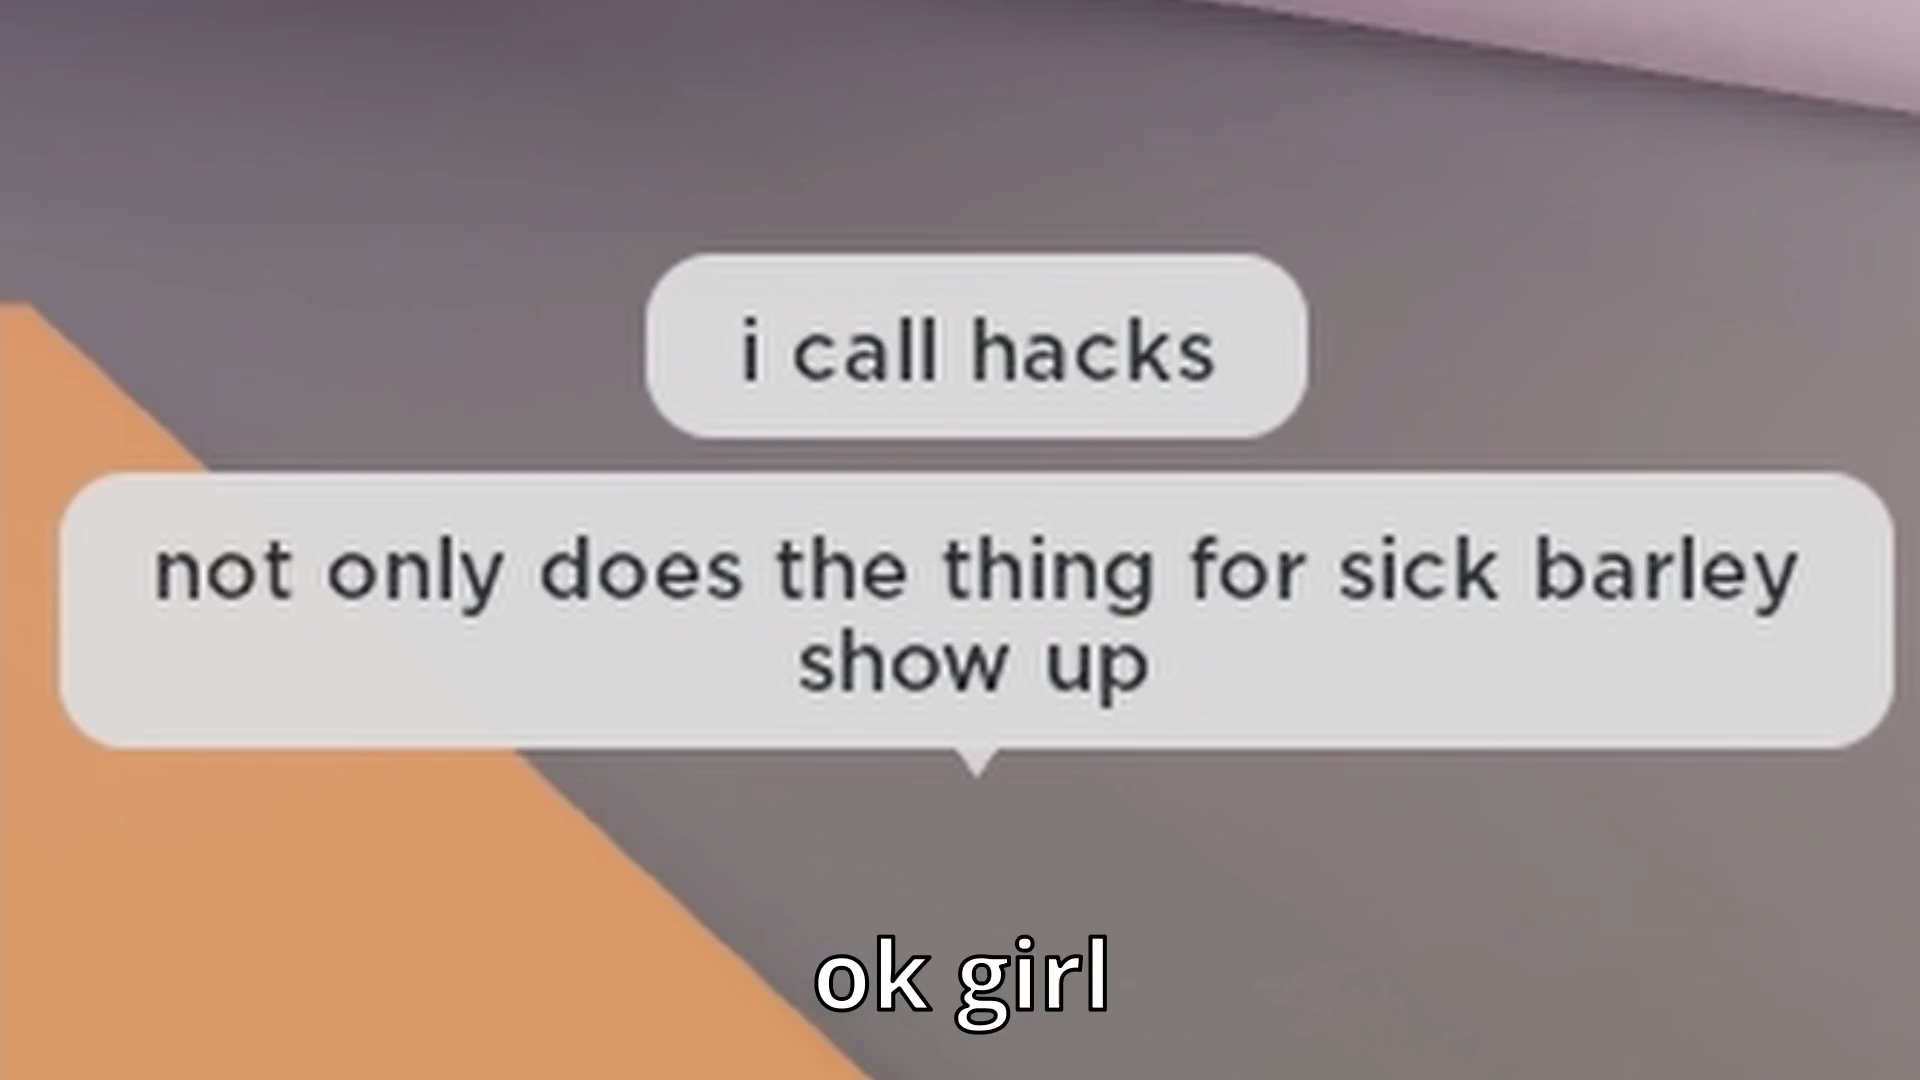 i call hacks
not only does the thing for sick barley
show up
ok girl